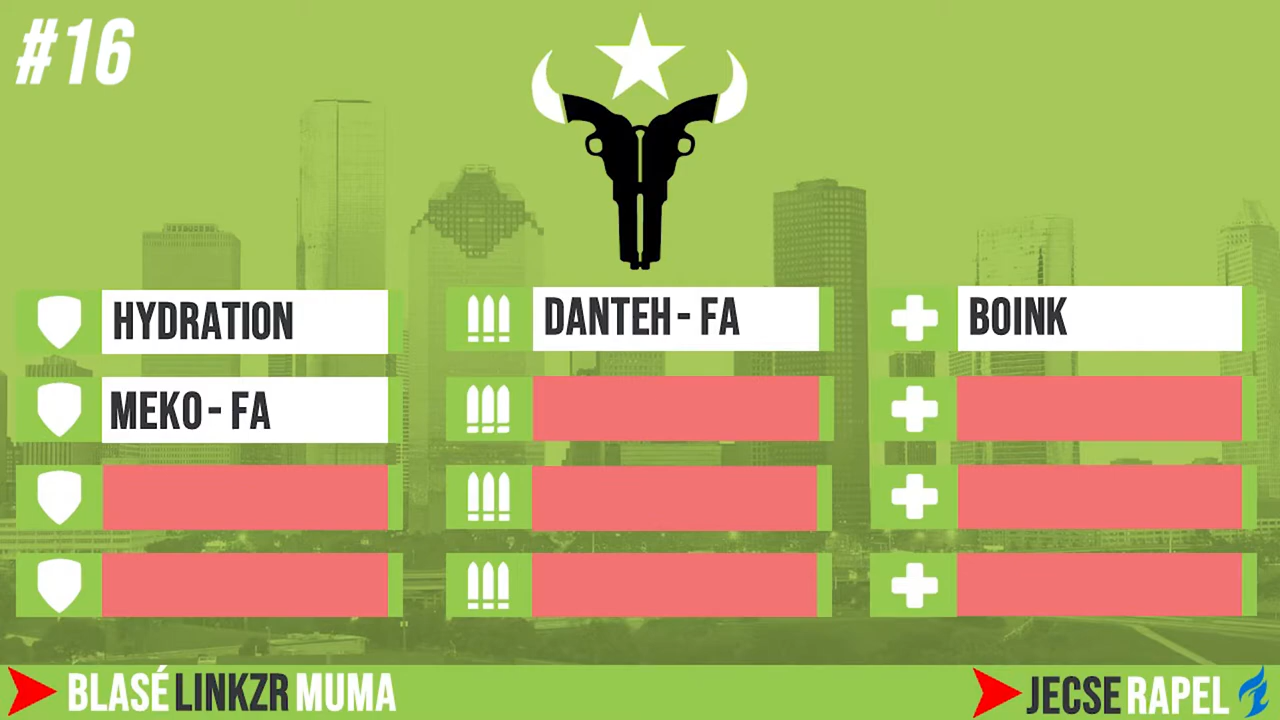 #16
HYDRATION
DANTEH - FA
BOINK
MEKO - FA
BLASÉ LINKZR MUMA
JECSE RAPEL